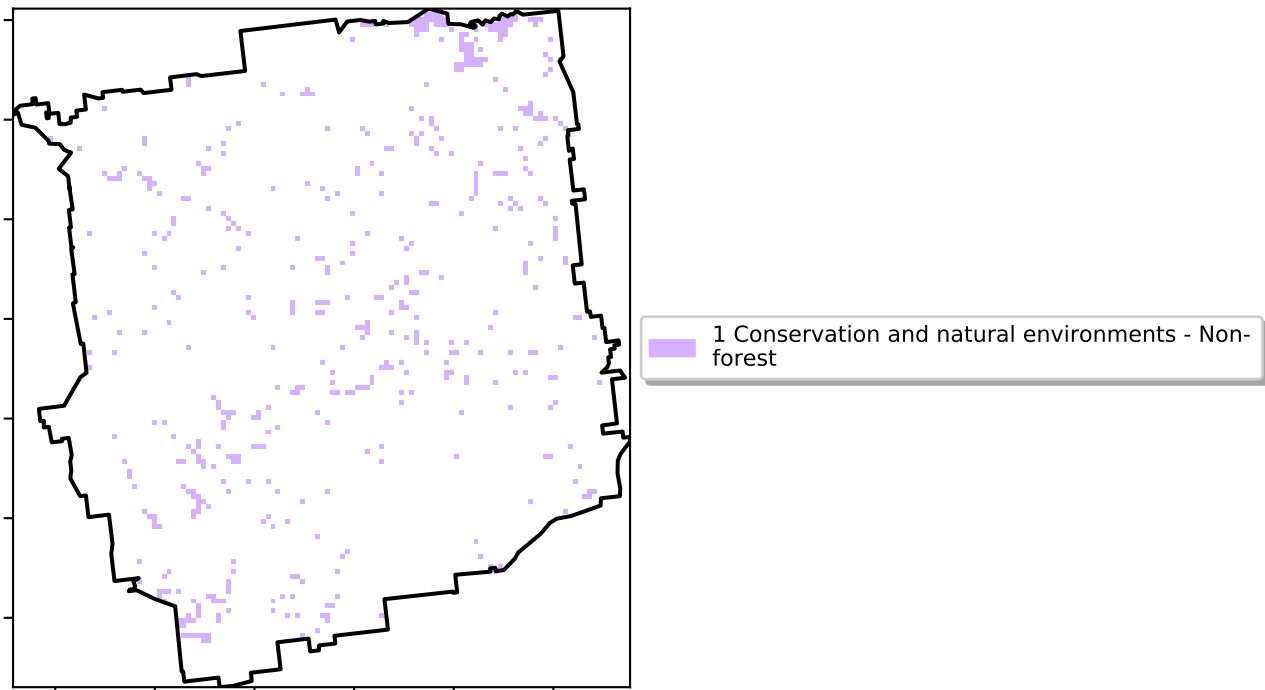 1 Conservation and natural environments - Non-
forest